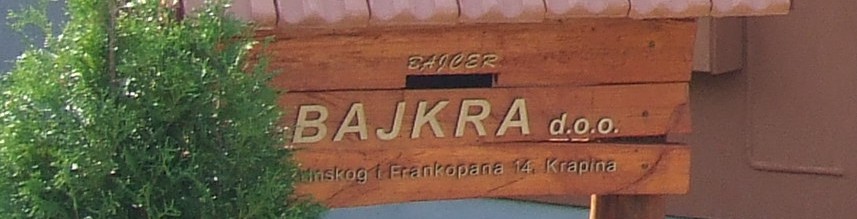 BAJCER
BAJKRA d.o.o.
Frankopana 14, Krapina